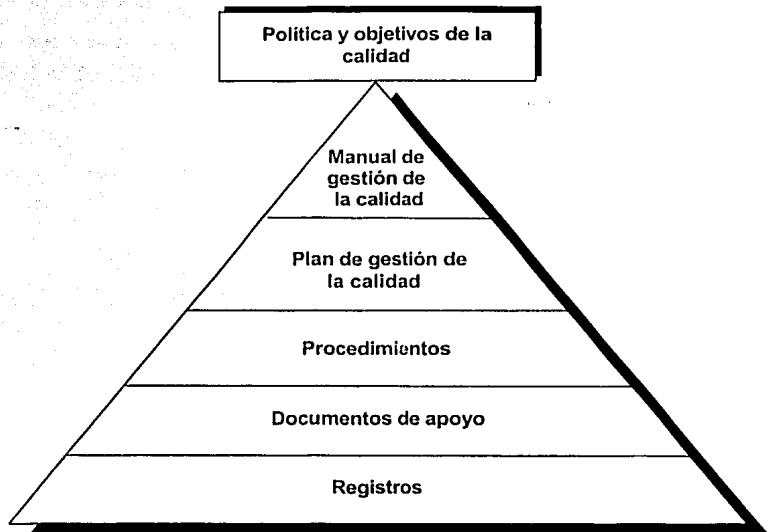 Política y objetivos de la
calidad
Manual de
gestión de
la calidad
Plan de gestión de
la calidad
Procedimientos
Documentos de apoyo
Registros